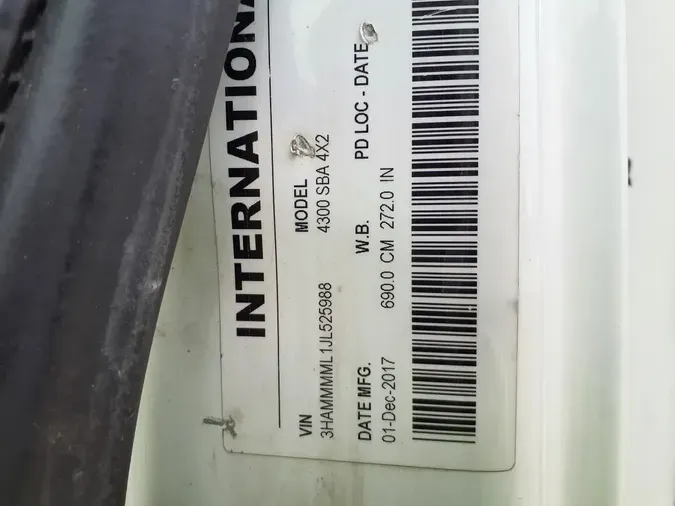 INTERNATIONA
VIN MODEL
3HAMMMML1JL525988 4300 SBA 4X2
DATE MFG. W.B. PD LOC - DATE
01-Dec-2017 690.0 CM 272.0 IN